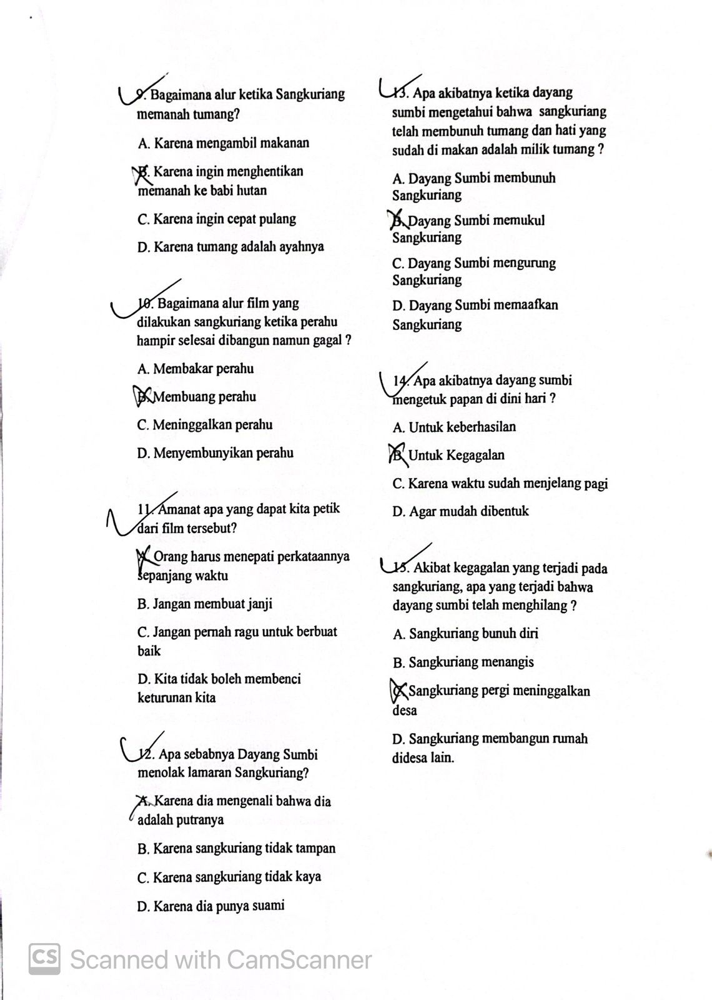 9. Bagaimana alur ketika Sangkuriang
memanah tumang?
A. Karena mengambil makanan
B. Karena ingin menghentikan
memanah ke babi hutan
C. Karena ingin cepat pulang
D. Karena tumang adalah ayahnya
10. Bagaimana alur film yang
dilakukan sangkuriang ketika perahu
hampir selesai dibangun namun gagal ?
A. Membakar perahu
B. Membuang perahu
C. Meninggalkan perahu
D. Menyembunyikan perahu
11. Amanat apa yang dapat kita petik
dari film tersebut?
A. Orang harus menepati perkataannya
sepanjang waktu
B. Jangan membuat janji
C. Jangan pernah ragu untuk berbuat
baik
D. Kita tidak boleh membenci
keturunan kita
12. Apa sebabnya Dayang Sumbi
menolak lamaran Sangkuriang?
A. Karena dia mengenali bahwa dia
adalah putranya
B. Karena sangkuriang tidak tampan
C. Karena sangkuriang tidak kaya
D. Karena dia punya suami
13. Apa akibatnya ketika dayang
sumbi mengetahui bahwa sangkuriang
telah membunuh tumang dan hati yang
sudah di makan adalah milik tumang ?
A. Dayang Sumbi membunuh
Sangkuriang
B. Dayang Sumbi memukul
Sangkuriang
C. Dayang Sumbi mengurung
Sangkuriang
D. Dayang Sumbi memaafkan
Sangkuriang
14. Apa akibatnya dayang sumbi
mengetuk papan di dini hari ?
A. Untuk keberhasilan
B. Untuk Kegagalan
C. Karena waktu sudah menjelang pagi
D. Agar mudah dibentuk
15. Akibat kegagalan yang terjadi pada
sangkuriang, apa yang terjadi bahwa
dayang sumbi telah menghilang ?
A. Sangkuriang bunuh diri
B. Sangkuriang menangis
C. Sangkuriang pergi meninggalkan
desa
D. Sangkuriang membangun rumah
didesa lain.
CS Scanned with CamScanner